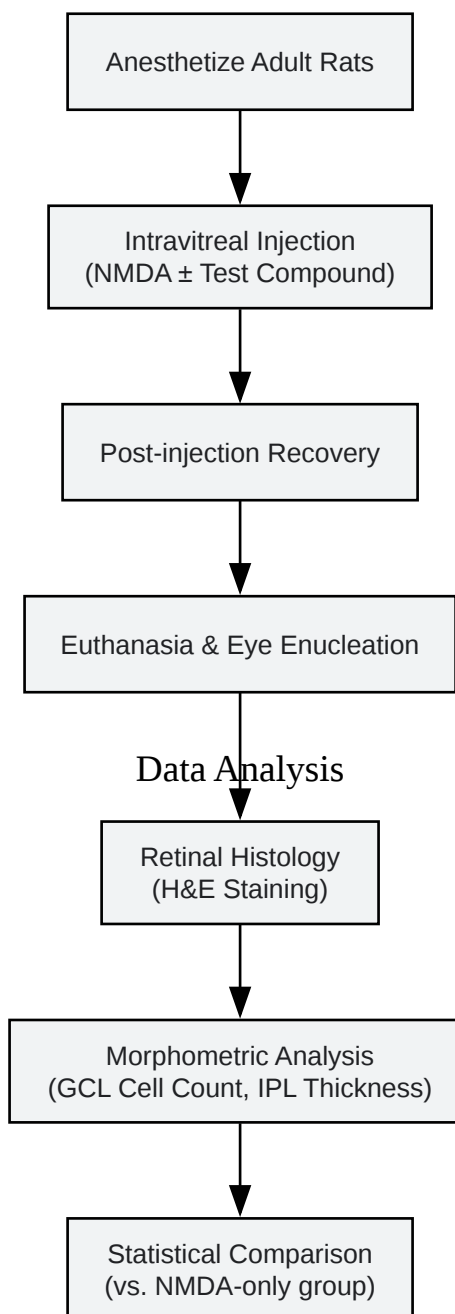 Anesthetize Adult Rats
Intravitreal Injection
(NMDA ± Test Compound)
Post-injection Recovery
Euthanasia & Eye Enucleation
Data Analysis
Retinal Histology
(H&E Staining)
Morphometric Analysis
(GCL Cell Count, IPL Thickness)
Statistical Comparison
(vs. NMDA-only group)